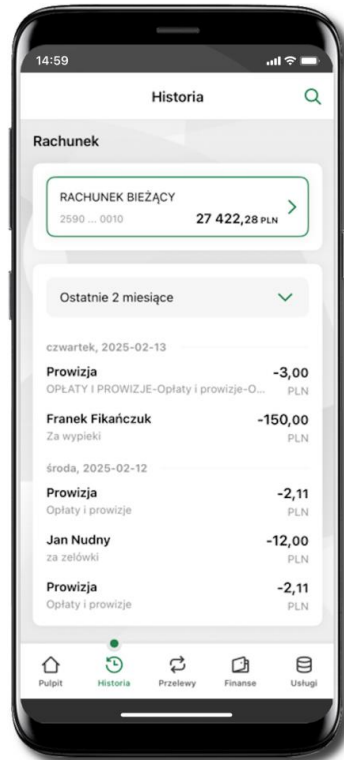 14:59
Historia
Rachunek
RACHUNEK BIEŻĄCY
2590 ... 0010 27 422,28 PLN
Ostatnie 2 miesiące
czwartek, 2025-02-13
Prowizja -3,00
OPŁATY I PROWIZJE-Opłaty i prowizje-O... PLN
Franek Fikańczuk -150,00
Za wypieki PLN
środa, 2025-02-12
Prowizja -2,11
Opłaty i prowizje PLN
Jan Nudny -12,00
za zelówki PLN
Prowizja -2,11
Opłaty i prowizje PLN
Pulpit Historia Przelewy Finanse Usługi